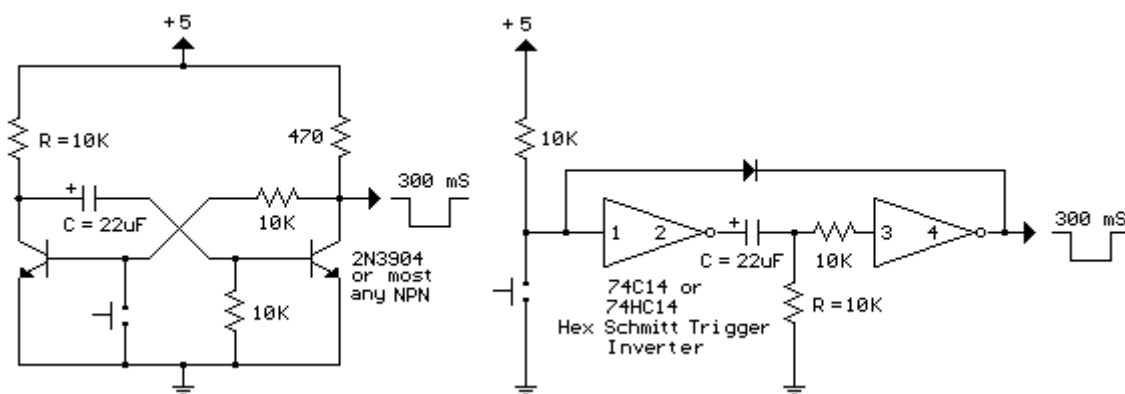 +5
R=10K
470
+
C=22uF
10K
300 mS
2N3904
or most
any NPN
10K
+5
10K
1
2
+
C=22uF
10K
3
4
300 mS
74C14 or
74HC14
Hex Schmitt Trigger
Inverter
R=10K